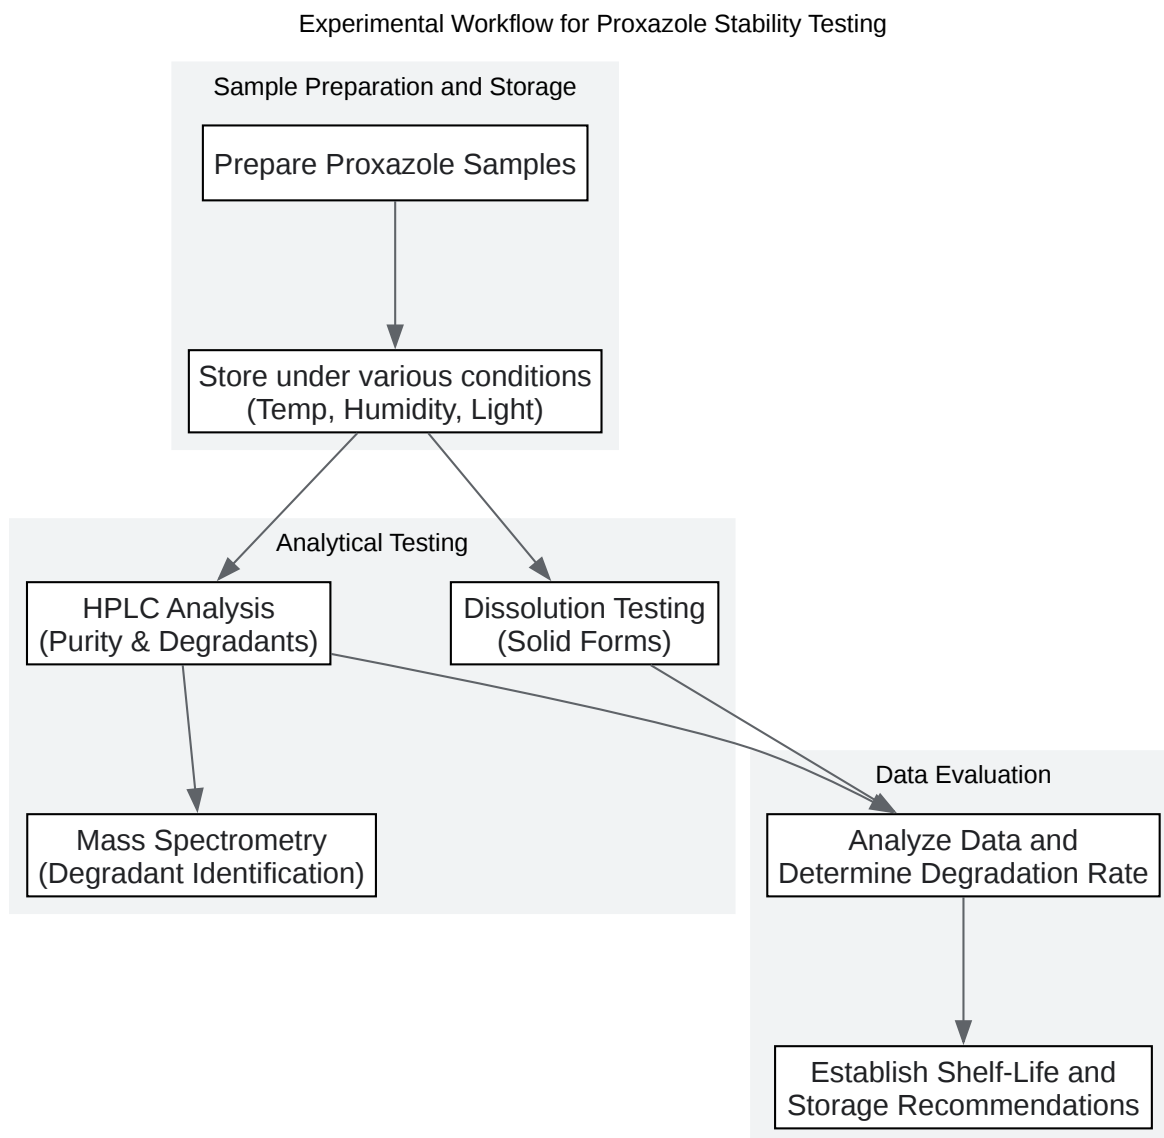 Experimental Workflow for Proxazole Stability Testing
Sample Preparation and Storage
Prepare Proxazole Samples
Store under various conditions
(Temp, Humidity, Light)
Analytical Testing
HPLC Analysis
(Purity & Degradants)
Dissolution Testing
(Solid Forms)
Mass Spectrometry
(Degradant Identification)
Data Evaluation
Analyze Data and
Determine Degradation Rate
Establish Shelf-Life and
Storage Recommendations